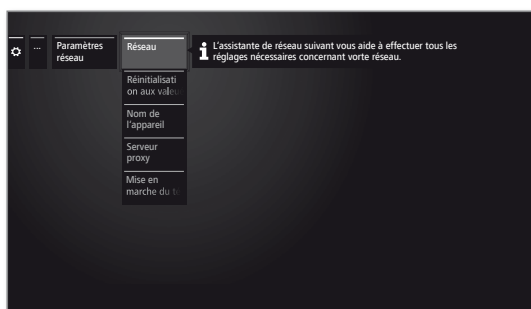 ...
Paramètres
réseau
Réseau
L'assistante de réseau suivant vous aide à effectuer tous les
réglages nécessaires concernant vorte réseau.
Réinitialisati
on aux valeu
Nom de
l'appareil
Serveur
proxy
Mise en
marche du té